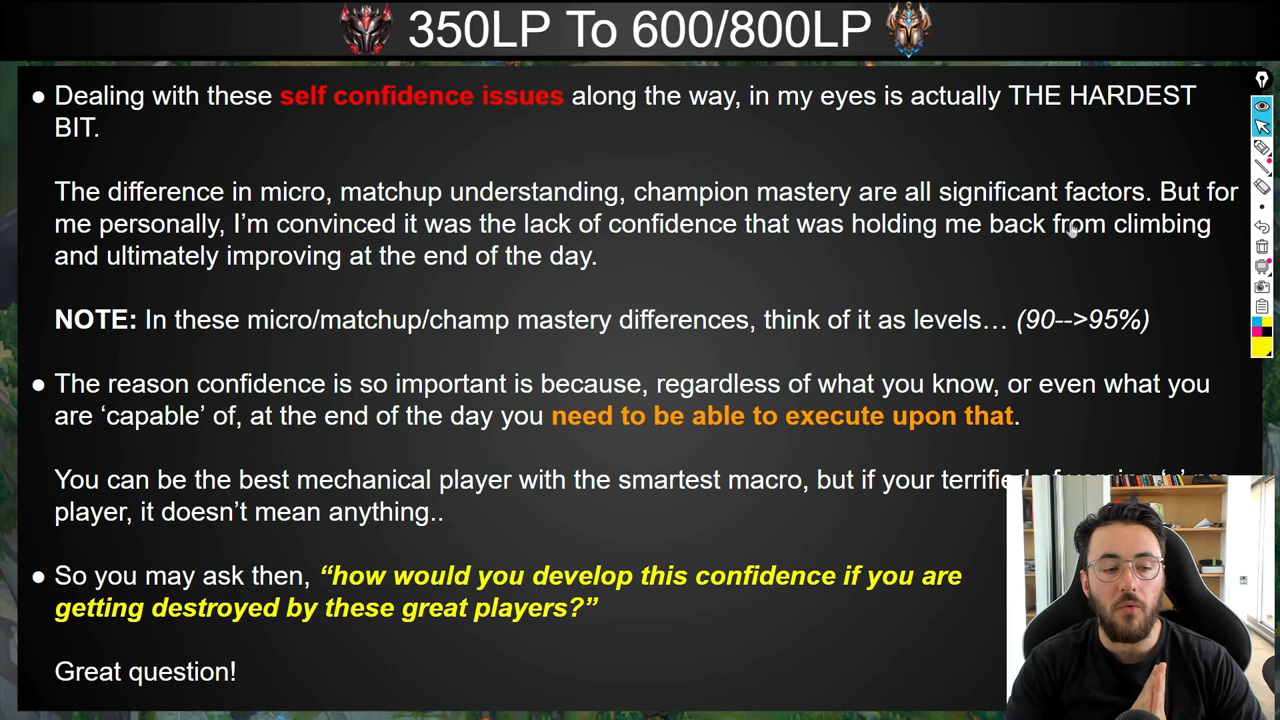 350LP To 600/800LP
● Dealing with these self confidence issues along the way, in my eyes is actually THE HARDEST
BIT.
The difference in micro, matchup understanding, champion mastery are all significant factors. But for
me personally, I’m convinced it was the lack of confidence that was holding me back from climbing
and ultimately improving at the end of the day.
NOTE: In these micro/matchup/champ mastery differences, think of it as levels… (90-->95%)
● The reason confidence is so important is because, regardless of what you know, or even what you
are ‘capable’ of, at the end of the day you need to be able to execute upon that.
You can be the best mechanical player with the smartest macro, but if your
player, it doesn’t mean anything..
● So you may ask then, “how would you develop this confidence if you are
getting destroyed by these great players?”
Great question!